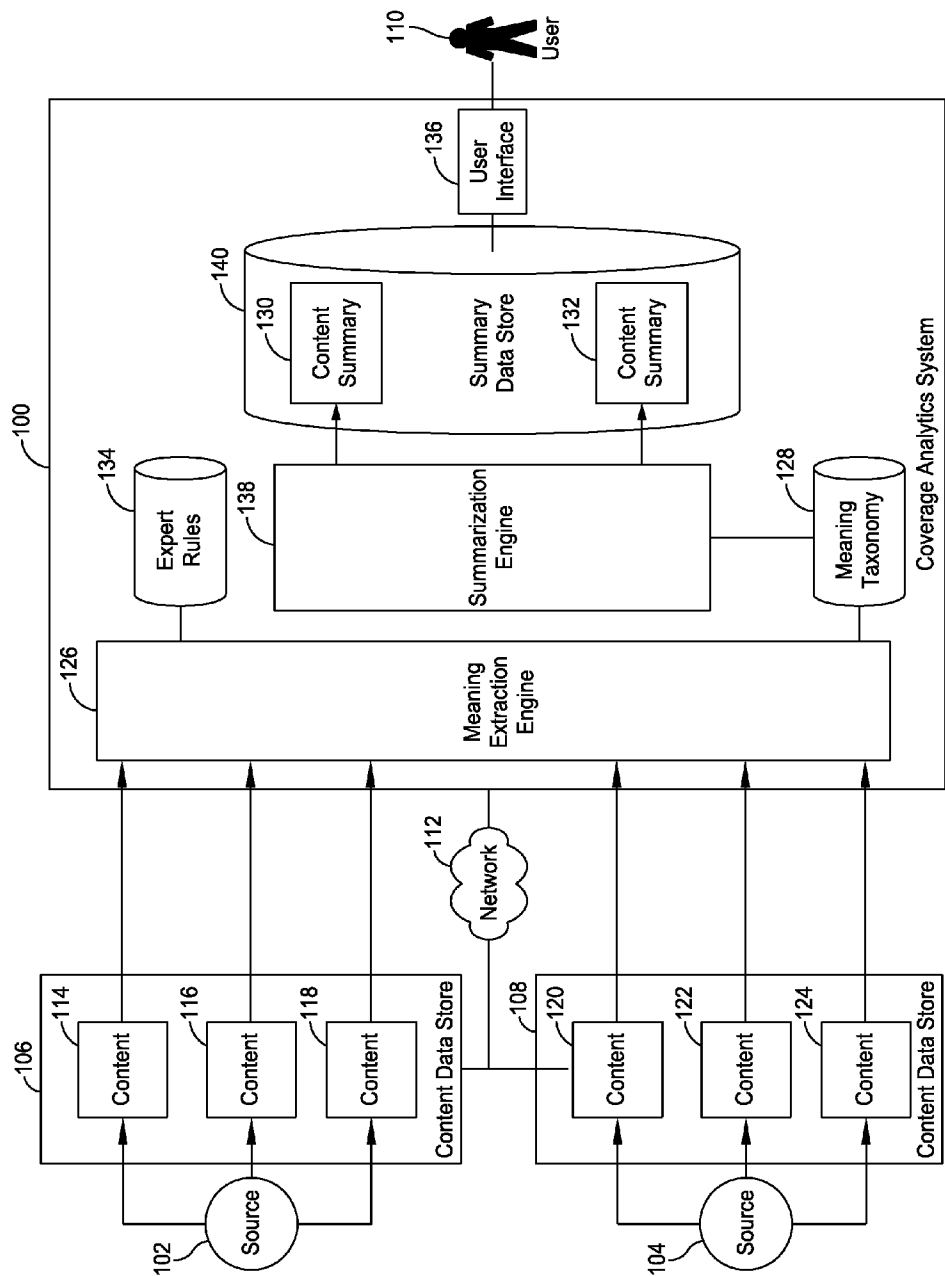 102
Source
106
114
Content
116
Content
118
Content
Content Data Store
104
Source
108
120
Content
122
Content
124
Content
Content Data Store
112
Network
100
126
Meaning
Extraction
Engine
134
Expert
Rules
138
Summarization
Engine
128
Meaning
Taxonomy
140
130
Content
Summary
Summary
Data Store
132
Content
Summary
136
User
Interface
Coverage Analytics System
110
User